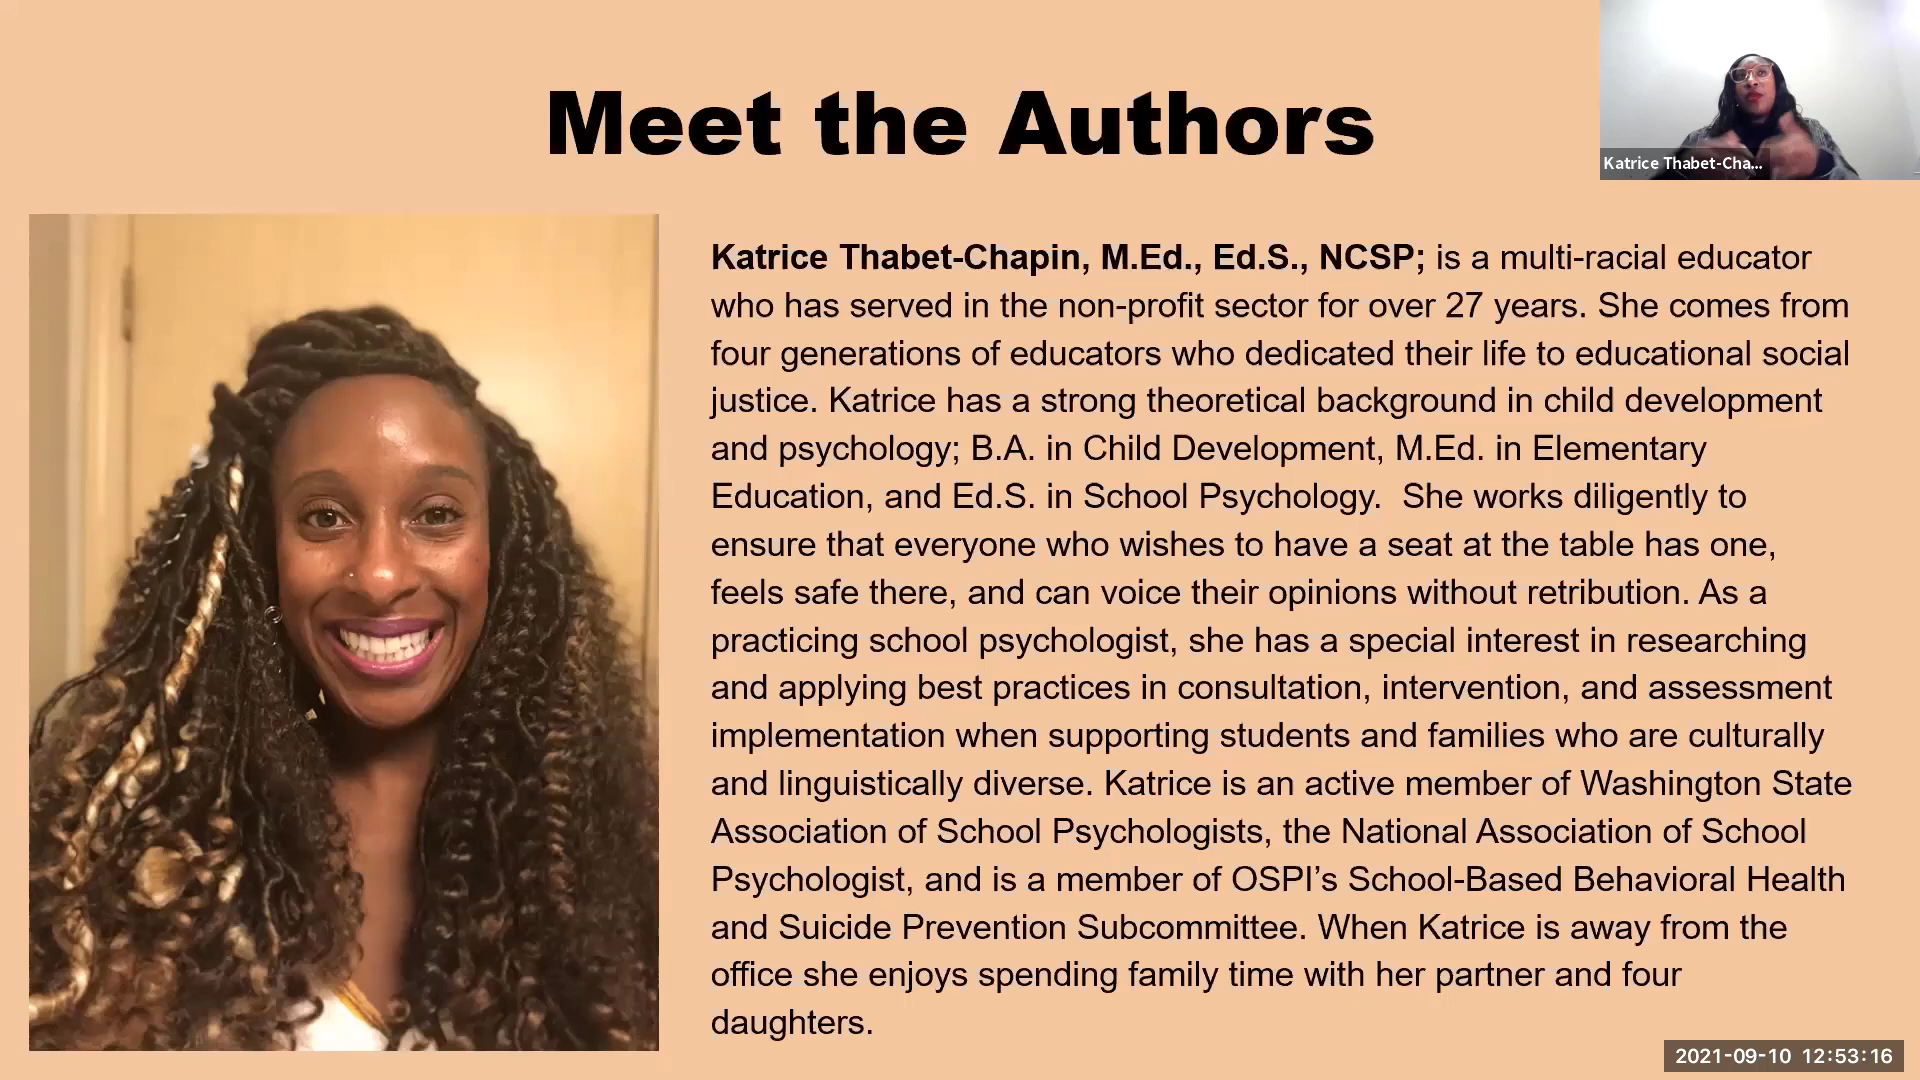 Meet the Authors
Katrice Thabet-Cha...
Katrice Thabet-Chapin, M.Ed., Ed.S., NCSP; is a multi-racial educator
who has served in the non-profit sector for over 27 years. She comes from
four generations of educators who dedicated their life to educational social
justice. Katrice has a strong theoretical background in child development
and psychology; B.A. in Child Development, M.Ed. in Elementary
Education, and Ed.S. in School Psychology.  She works diligently to
ensure that everyone who wishes to have a seat at the table has one,
feels safe there, and can voice their opinions without retribution. As a
practicing school psychologist, she has a special interest in researching
and applying best practices in consultation, intervention, and assessment
implementation when supporting students and families who are culturally
and linguistically diverse. Katrice is an active member of Washington State
Association of School Psychologists, the National Association of School
Psychologist, and is a member of OSPI’s School-Based Behavioral Health
and Suicide Prevention Subcommittee. When Katrice is away from the
office she enjoys spending family time with her partner and four
daughters.
2021-09-10 12:53:16